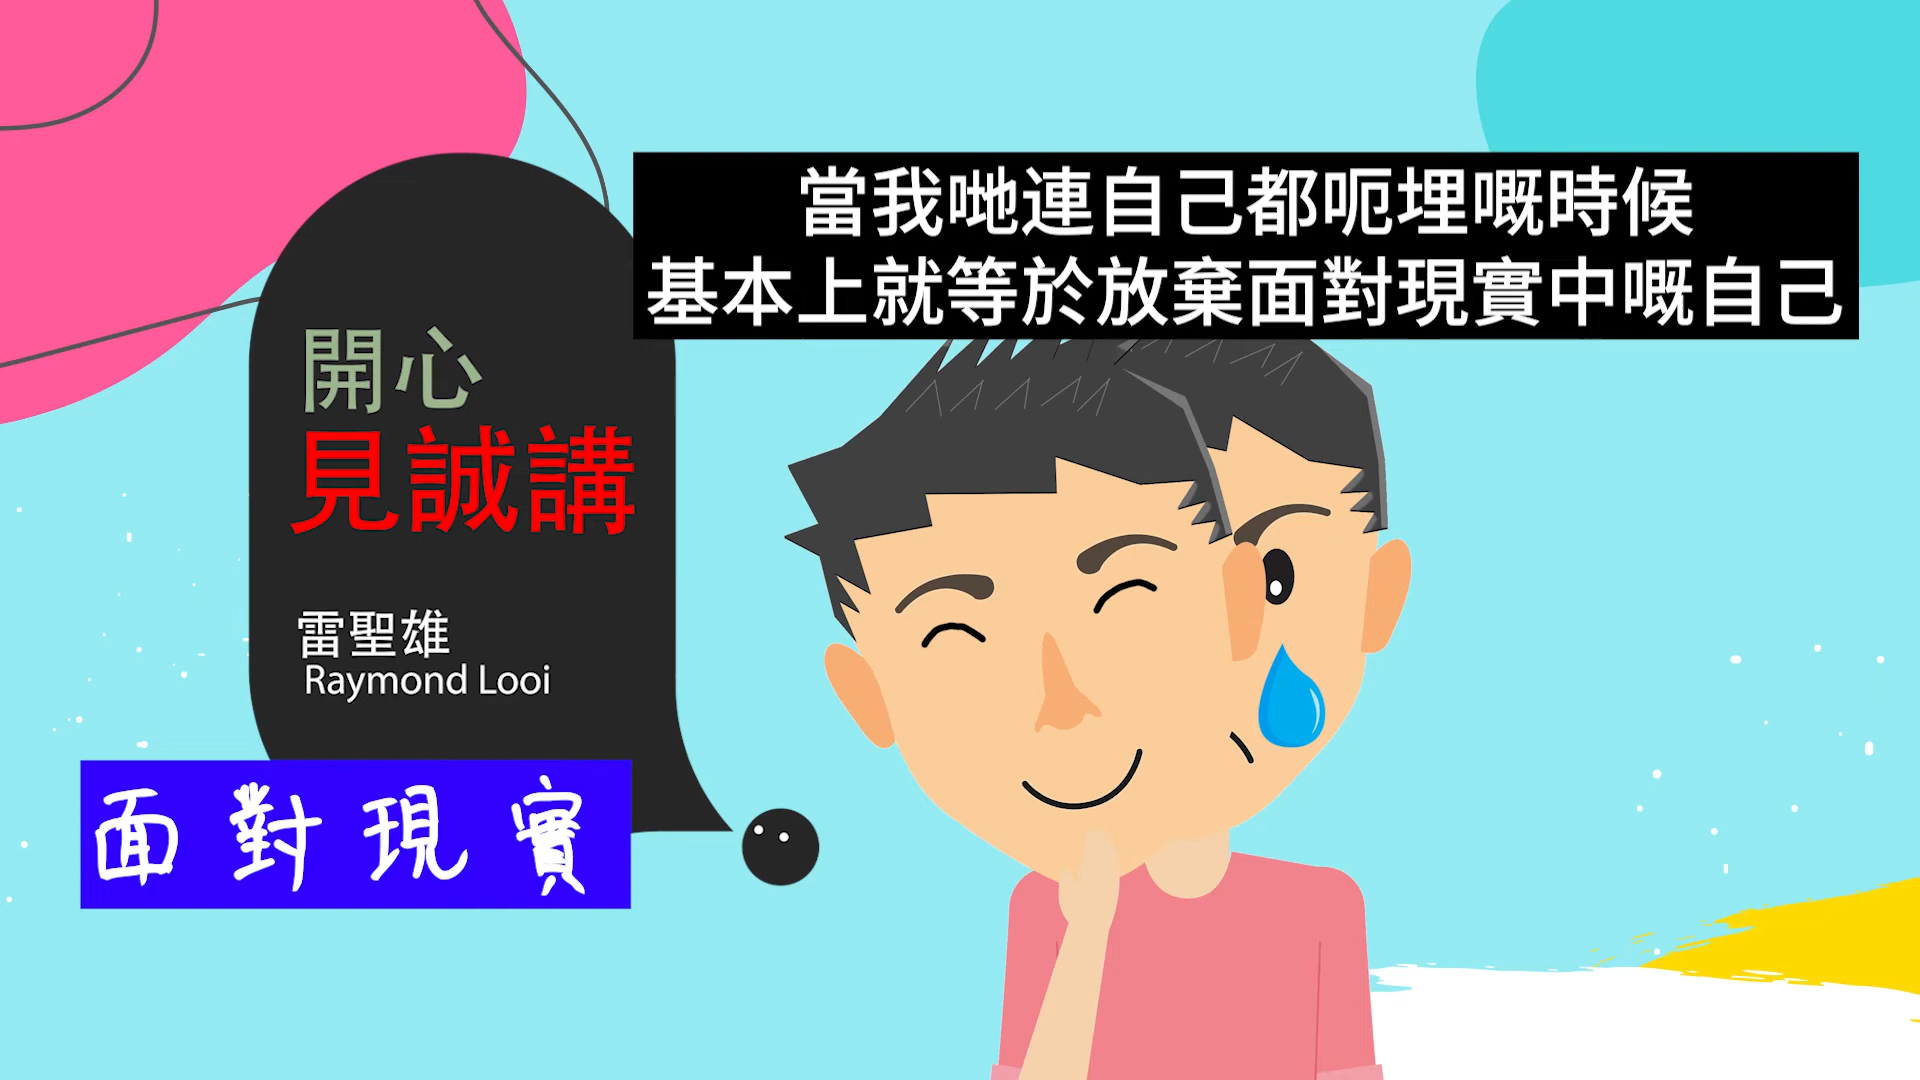 當我哋連自己都呃埋嘅時候
基本上就等於放棄面對現實中嘅自己
開心
見誠講
雷聖雄
Raymond Looi
面對現實